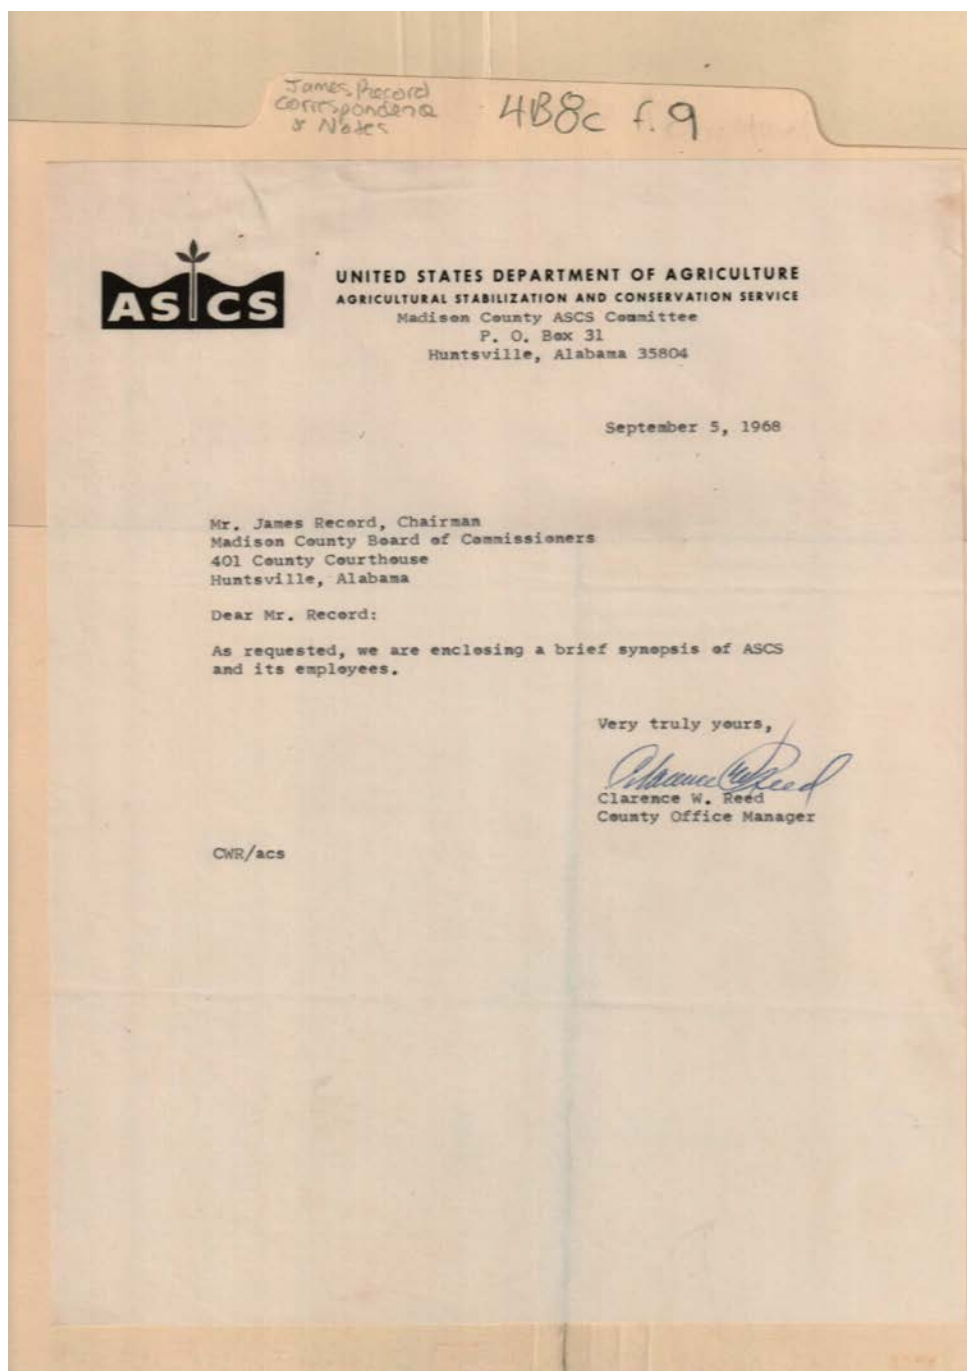 James Record
Correspondence
& Notes
4B8c f.9
ASCS
UNITED STATES DEPARTMENT OF AGRICULTURE
AGRICULTURAL STABILIZATION AND CONSERVATION SERVICE
Madison County ASCS Committee
P. O. Box 31
Huntsville, Alabama 35804
September 5, 1968
Mr. James Record, Chairman
Madison County Board of Commissioners
401 County Courthouse
Huntsville, Alabama
Dear Mr. Record:
As requested, we are enclosing a brief synopsis of ASCS
and its employees.
Very truly yours,
Clarence W Reed
Clarence W. Reed
County Office Manager
CWR/acs